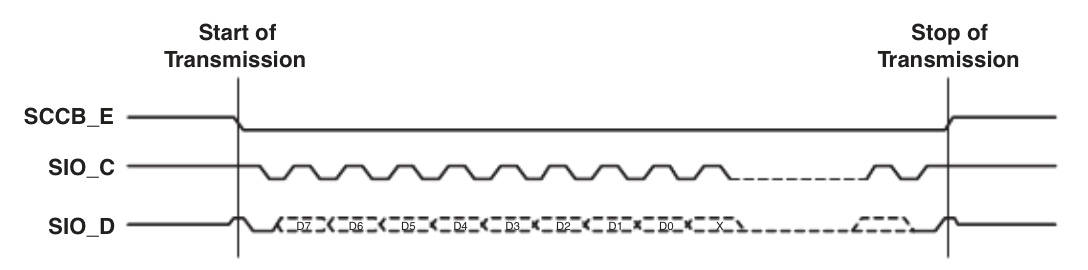 Start of
Transmission
Stop of
Transmission
SCCB_E
SIO_C
SIO_D
D7 D6 D5 D4 D3 D2 D1 D0 X